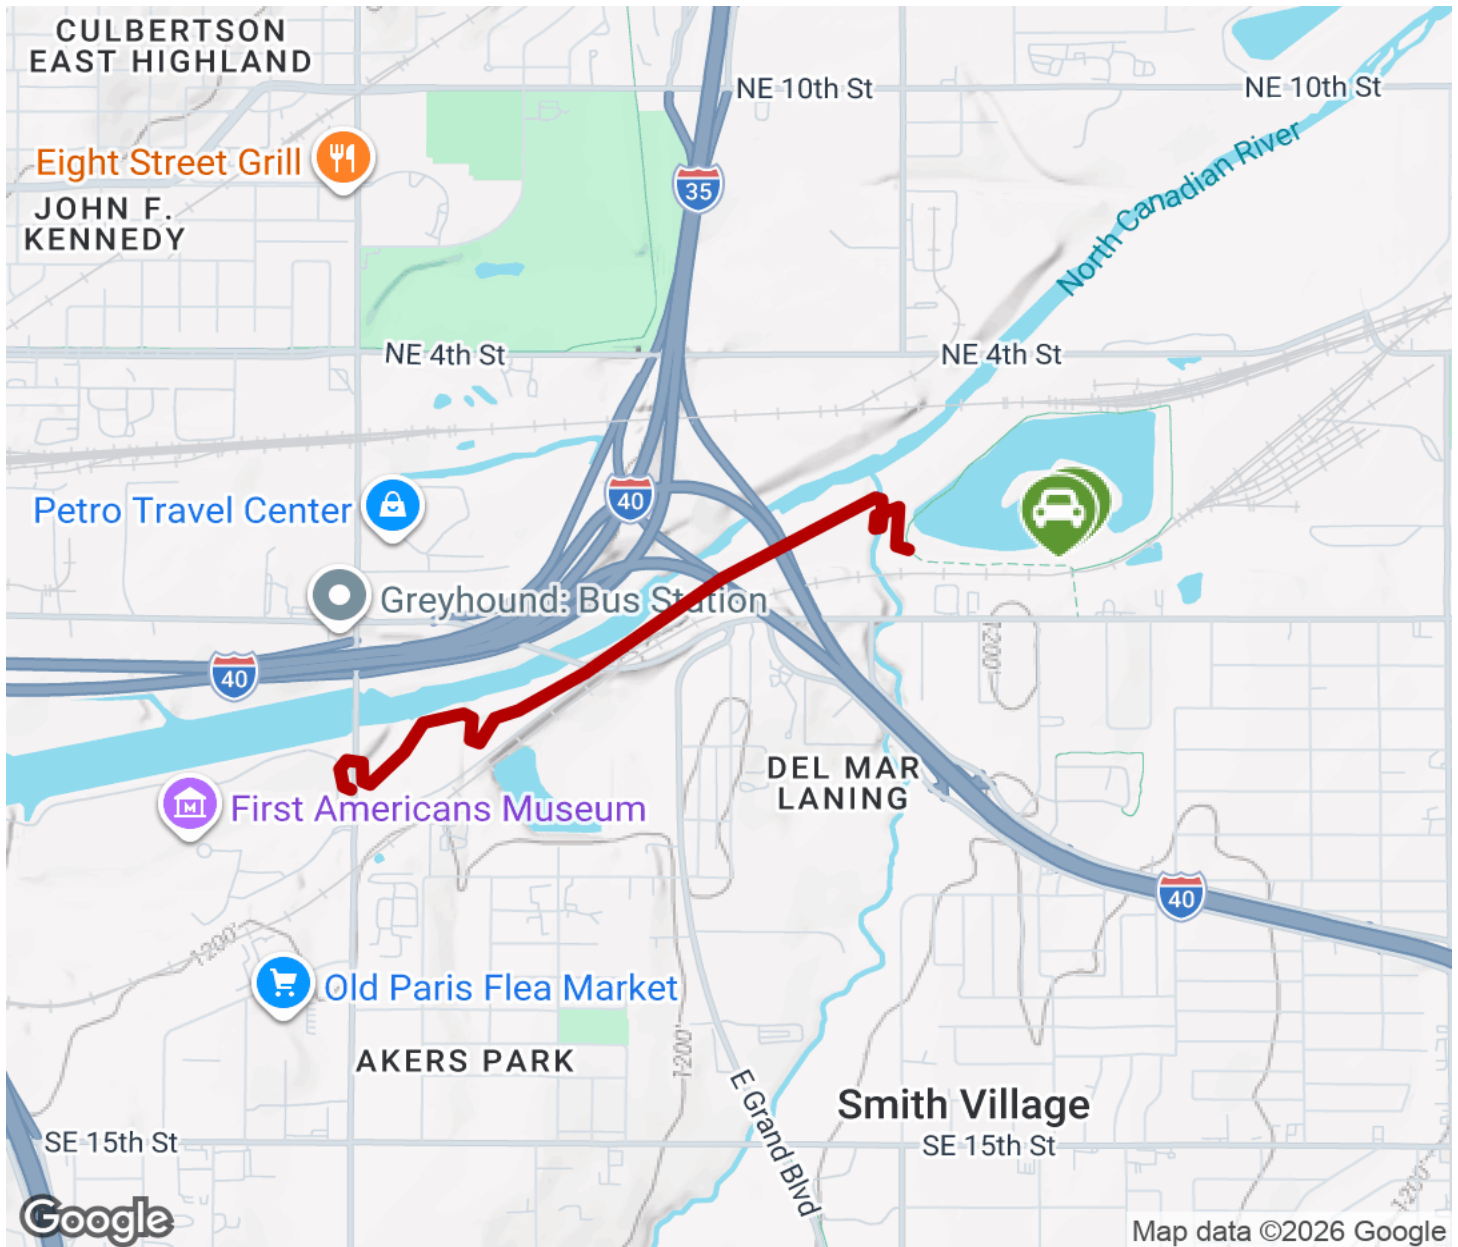 CULBERTSON
EAST HIGHLAND
NE 10th St
NE 10th St
Eight Street Grill
35
North Canadian River
JOHN F.
KENNEDY
NE 4th St
NE 4th St
40
Petro Travel Center
Greyhound: Bus Station
1200'
40
DEL MAR
LANING
First Americans Museum
40
1200'
Old Paris Flea Market
1200'
AKERS PARK
E Grand Blvd
Smith Village
SE 15th St
SE 15th St
1200'
Google
Map data ©2026 Google